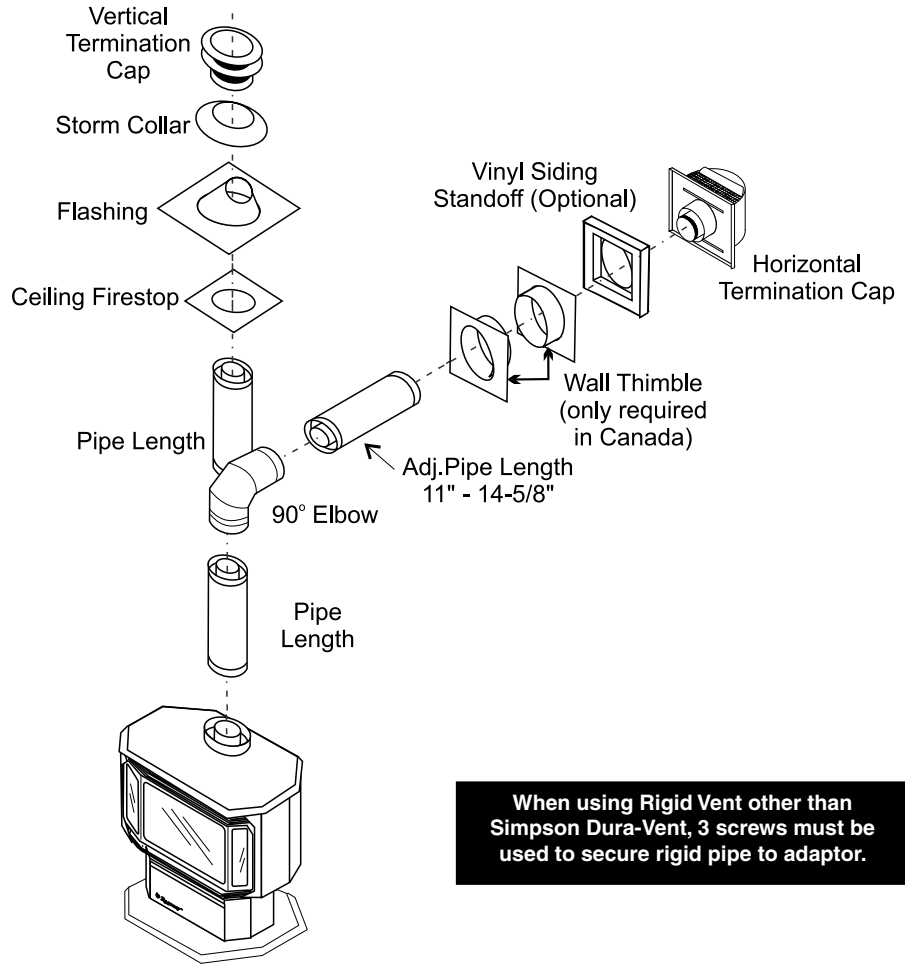 Vertical
Termination
Cap
Storm Collar
Flashing
Ceiling Firestop
Pipe Length
Vinyl Siding
Standoff (Optional)
Horizontal
Termination Cap
Wall Thimble
(only required
in Canada)
Adj.Pipe Length
11" - 14-5/8"
90° Elbow
Pipe
Length
When using Rigid Vent other than
Simpson Dura-Vent, 3 screws must be
used to secure rigid pipe to adaptor.